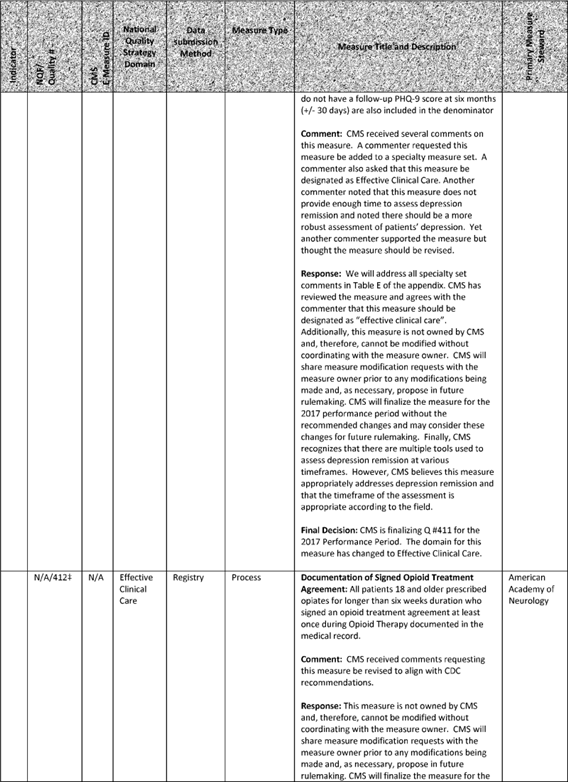 Indicator
NQF/
Quality #
CMS
E-Measure ID
National
Quality
Strategy
Domain
Data
submission
Method
Measure Type
Measure Title and Description
Primary Measure
Steward
do not have a follow-up PHQ-9 score at six months
(+/- 30 days) are also included in the denominator
Comment:  CMS received several comments on
this measure.  A commenter requested this
measure be added to a specialty measure set.  A
commenter also asked that this measure be
designated as Effective Clinical Care. Another
commenter noted that this measure does not
provide enough time to assess depression
remission and noted there should be a more
robust assessment of patients’ depression.  Yet
another commenter supported the measure but
thought the measure should be revised.
Response:  We will address all specialty set
comments in Table E of the appendix. CMS has
reviewed the measure and agrees with the
commenter that this measure should be
designated as “effective clinical care”.
Additionally, this measure is not owned by CMS
and, therefore, cannot be modified without
coordinating with the measure owner.  CMS will
share measure modification requests with the
measure owner prior to any modifications being
made and, as necessary, propose in future
rulemaking. CMS will finalize the measure for the
2017 performance period without the
recommended changes and may consider these
changes for future rulemaking.  Finally, CMS
recognizes that there are multiple tools used to
assess depression remission at various
timeframes.  However, CMS believes this measure
appropriately addresses depression remission and
that the timeframe of the assessment is
appropriate according to the field.
Final Decision: CMS is finalizing Q #411 for the
2017 Performance Period.  The domain for this
measure has changed to Effective Clinical Care.
N/A/412‡
N/A
Effective
Clinical
Care
Registry
Process
Documentation of Signed Opioid Treatment
Agreement: All patients 18 and older prescribed
opiates for longer than six weeks duration who
signed an opioid treatment agreement at least
once during Opioid Therapy documented in the
medical record.
Comment:  CMS received comments requesting
this measure be revised to align with CDC
recommendations.
Response: This measure is not owned by CMS
and, therefore, cannot be modified without
coordinating with the measure owner.  CMS will
share measure modification requests with the
measure owner prior to any modifications being
made and, as necessary, propose in future
rulemaking. CMS will finalize the measure for the
American
Academy of
Neurology